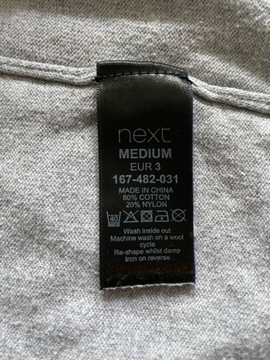 next
MEDIUM
EUR 3
167-482-031
MADE IN CHINA
80% COTTON
20% NYLON
40
Wash inside out
Machine wash on a wool
cycle
Re-shape whilst damp
Iron on reverse